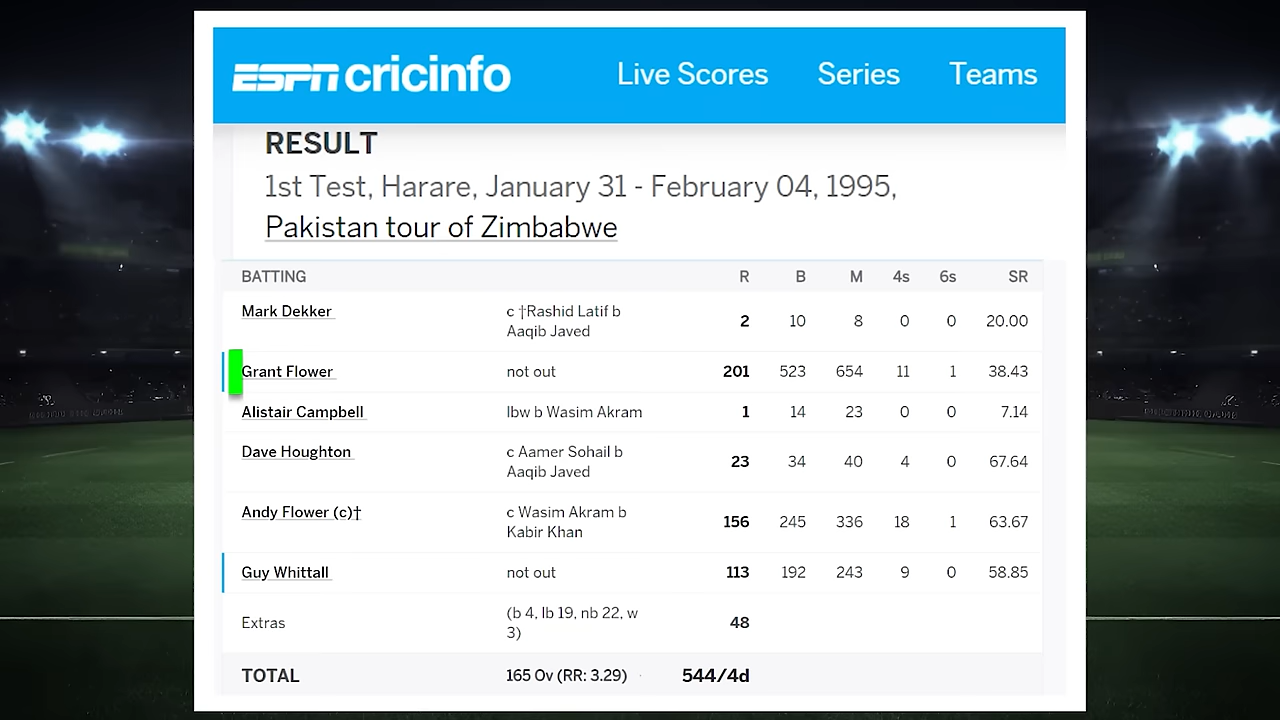 ESPN cricinfo Live Scores Series Teams
RESULT
1st Test, Harare, January 31 - February 04, 1995,
Pakistan tour of Zimbabwe
BATTING R B M 4s 6s SR
Mark Dekker c †Rashid Latif b Aaqib Javed 2 10 8 0 0 20.00
Grant Flower not out 201 523 654 11 1 38.43
Alistair Campbell lbw b Wasim Akram 1 14 23 0 0 7.14
Dave Houghton c Aamer Sohail b Aaqib Javed 23 34 40 4 0 67.64
Andy Flower (c)† c Wasim Akram b Kabir Khan 156 245 336 18 1 63.67
Guy Whittall not out 113 192 243 9 0 58.85
Extras (b 4, lb 19, nb 22, w 3) 48
TOTAL 165 Ov (RR: 3.29) 544/4d